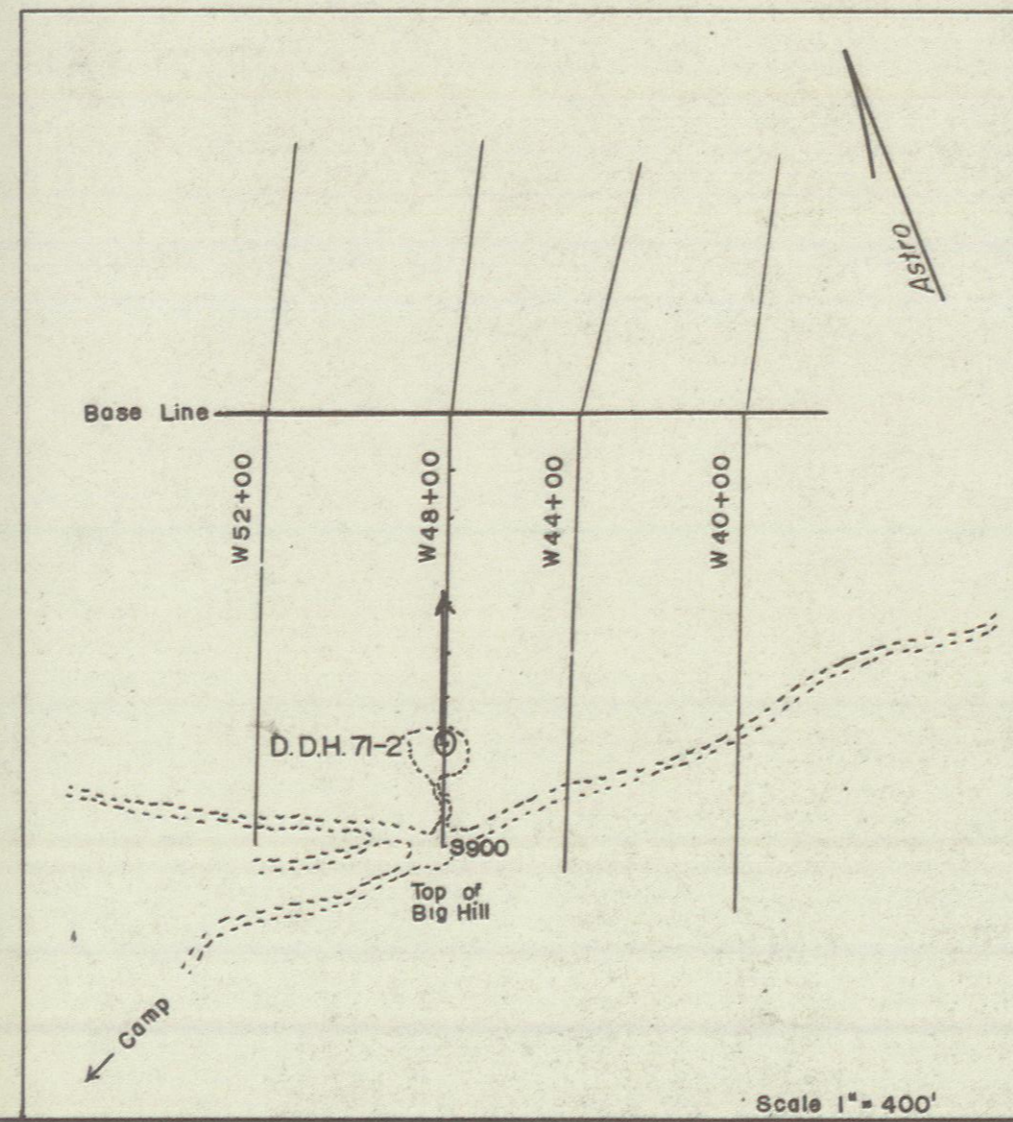 Astro
Base Line
W52+00
W48+00
W44+00
W40+00
D.D.H. 71-2
S900
Top of
Big Hill
Camp
Scale 1" = 400'